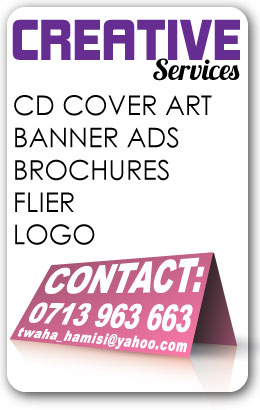 CREATIVE
Services
CD COVER ART
BANNER ADS
BROCHURES
FLIER
LOGO
CONTACT:
0713 963 663
twaha_hamisi@yahoo.com